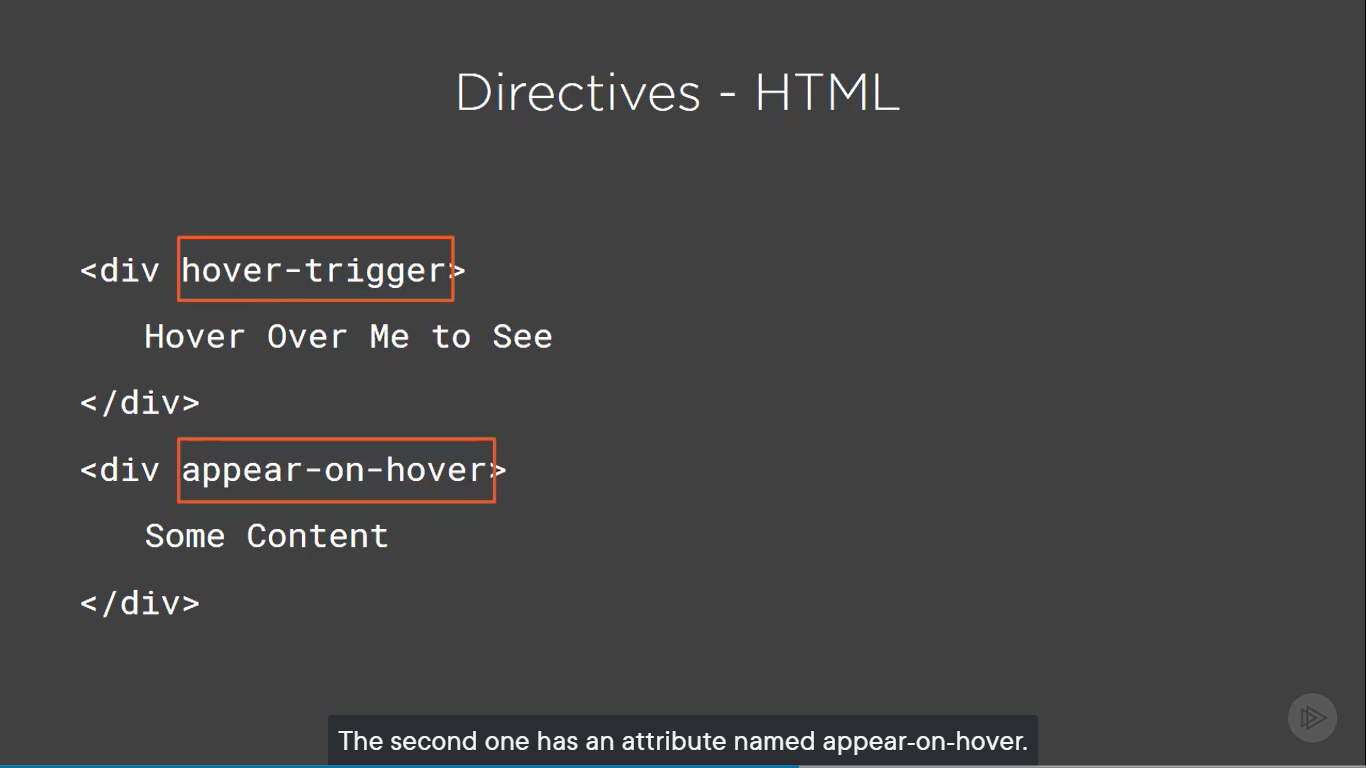 Directives - HTML
<div hover-trigger>
Hover Over Me to See
</div>
<div appear-on-hover>
Some Content
</div>
The second one has an attribute named appear-on-hover.